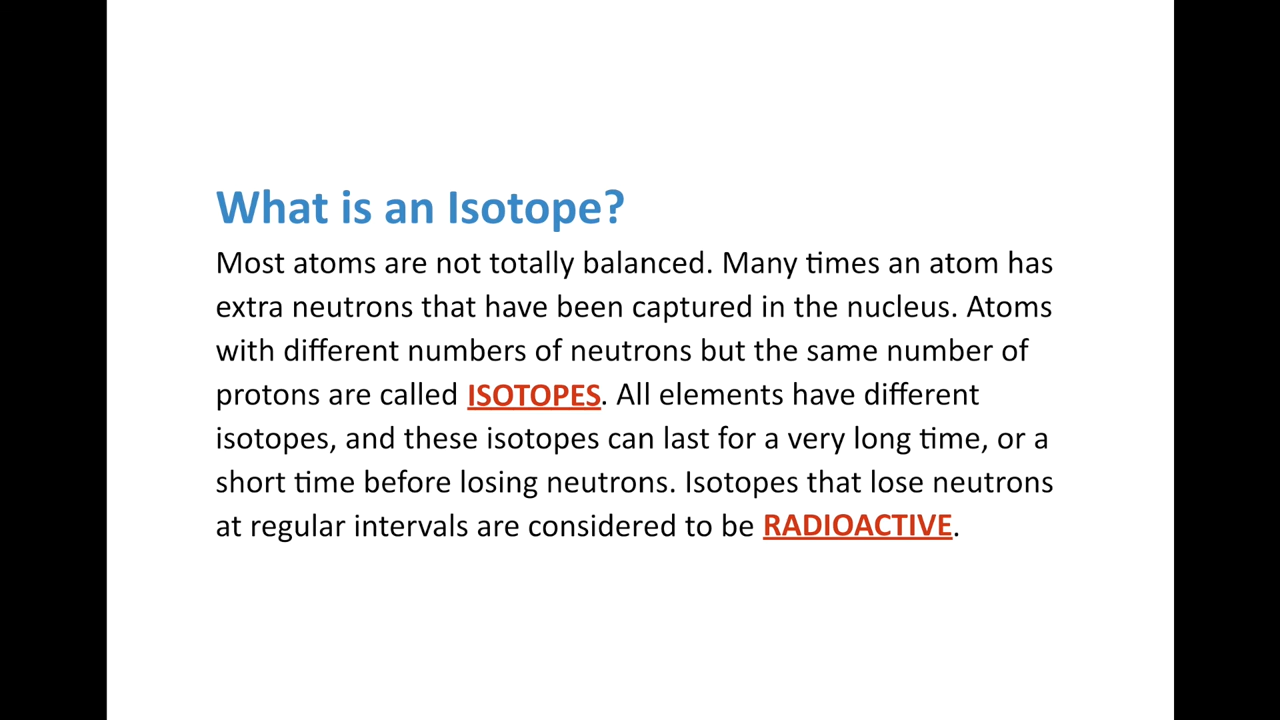 What is an Isotope?
Most atoms are not totally balanced. Many times an atom has
extra neutrons that have been captured in the nucleus. Atoms
with different numbers of neutrons but the same number of
protons are called ISOTOPES. All elements have different
isotopes, and these isotopes can last for a very long time, or a
short time before losing neutrons. Isotopes that lose neutrons
at regular intervals are considered to be RADIOACTIVE.